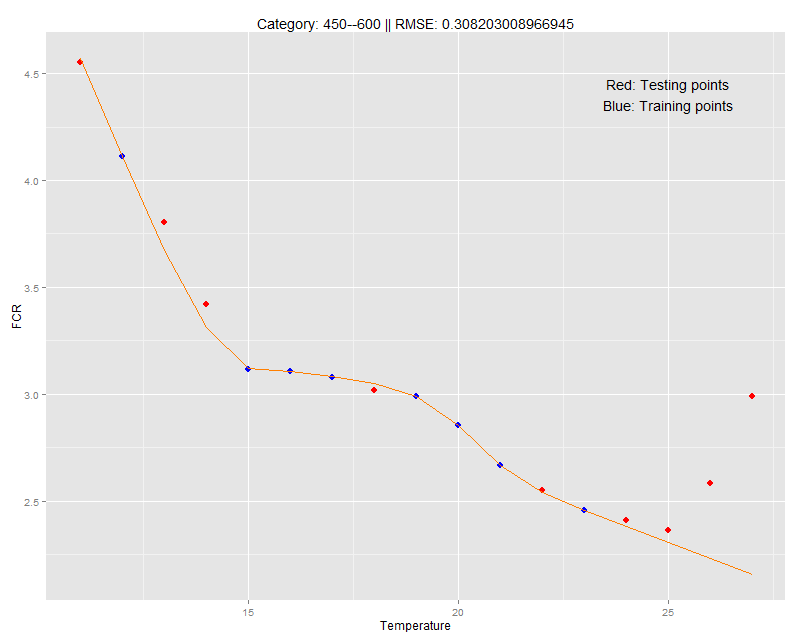 Category: 450--600 || RMSE: 0.308203008966945
Red: Testing points
Blue: Training points
4.5
4.0
3.5
3.0
2.5
FCR
15
20
25
Temperature